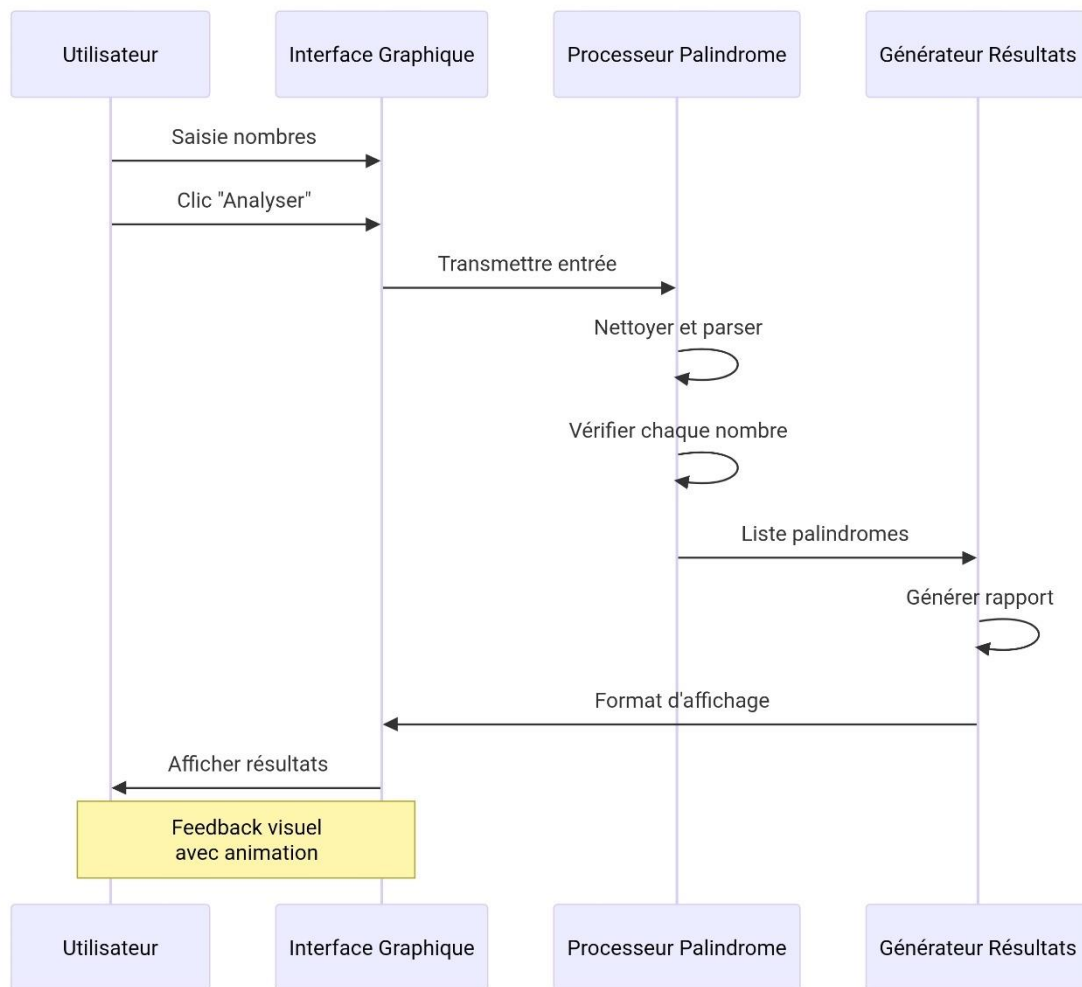 Utilisateur
Interface Graphique
Processeur Palindrome
Générateur Résultats
Saisie nombres
Clic "Analyser"
Transmettre entrée
Nettoyer et parser
Vérifier chaque nombre
Liste palindromes
Générer rapport
Format d'affichage
Afficher résultats
Feedback visuel
avec animation
Utilisateur
Interface Graphique
Processeur Palindrome
Générateur Résultats